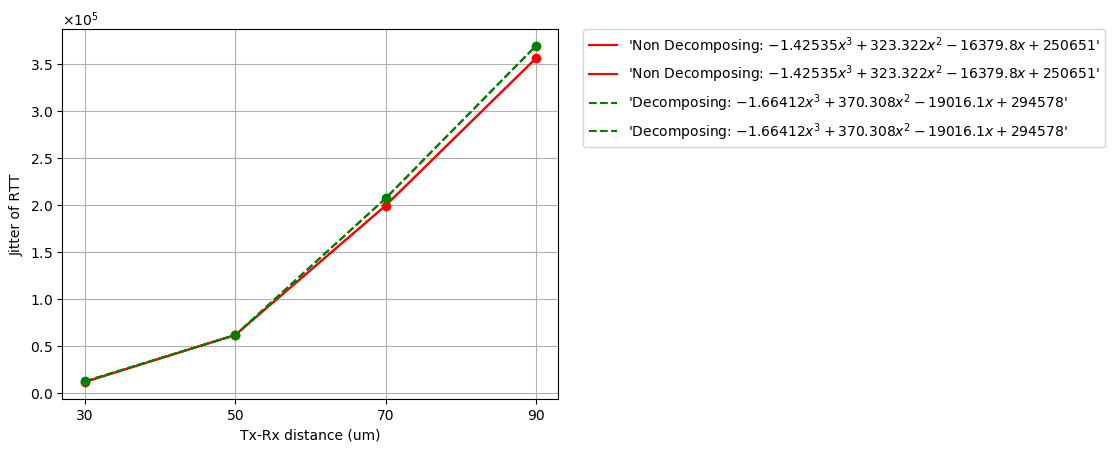 ×10⁵
3.5
3.0
2.5
2.0
1.5
1.0
0.5
0.0
Jitter of RTT
30 50 70 90
Tx-Rx distance (um)
'Non Decomposing: −1.42535x³ + 323.322x² − 16379.8x + 250651'
'Non Decomposing: −1.42535x³ + 323.322x² − 16379.8x + 250651'
'Decomposing: −1.66412x³ + 370.308x² − 19016.1x + 294578'
'Decomposing: −1.66412x³ + 370.308x² − 19016.1x + 294578'